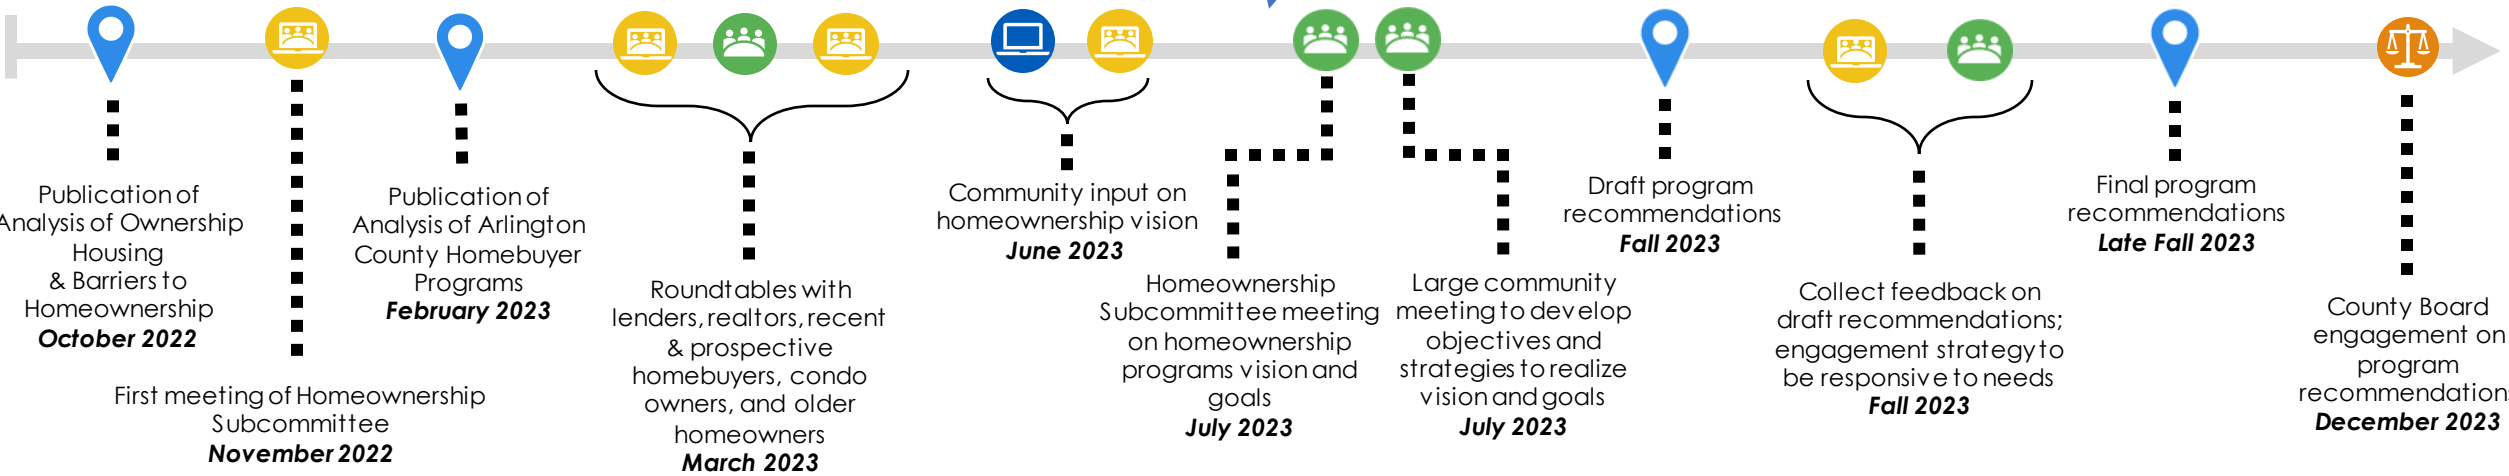 Publication of
Analysis of Ownership
Housing
& Barriers to
Homeownership
October 2022
First meeting of Homeownership
Subcommittee
November 2022
Publication of
Analysis of Arlington
County Homebuyer
Programs
February 2023
Roundtables with
lenders, realtors, recent
& prospective
homebuyers, condo
owners, and older
homeowners
March 2023
Community input on
homeownership vision
June 2023
Homeownership
Subcommittee meeting
on homeownership
programs vision and
goals
July 2023
Large community
meeting to develop
objectives and
strategies to realize
vision and goals
July 2023
Draft program
recommendations
Fall 2023
Collect feedback on
draft recommendations;
engagement strategy to
be responsive to needs
Fall 2023
Final program
recommendations
Late Fall 2023
County Board
engagement on
program
recommendations
December 2023